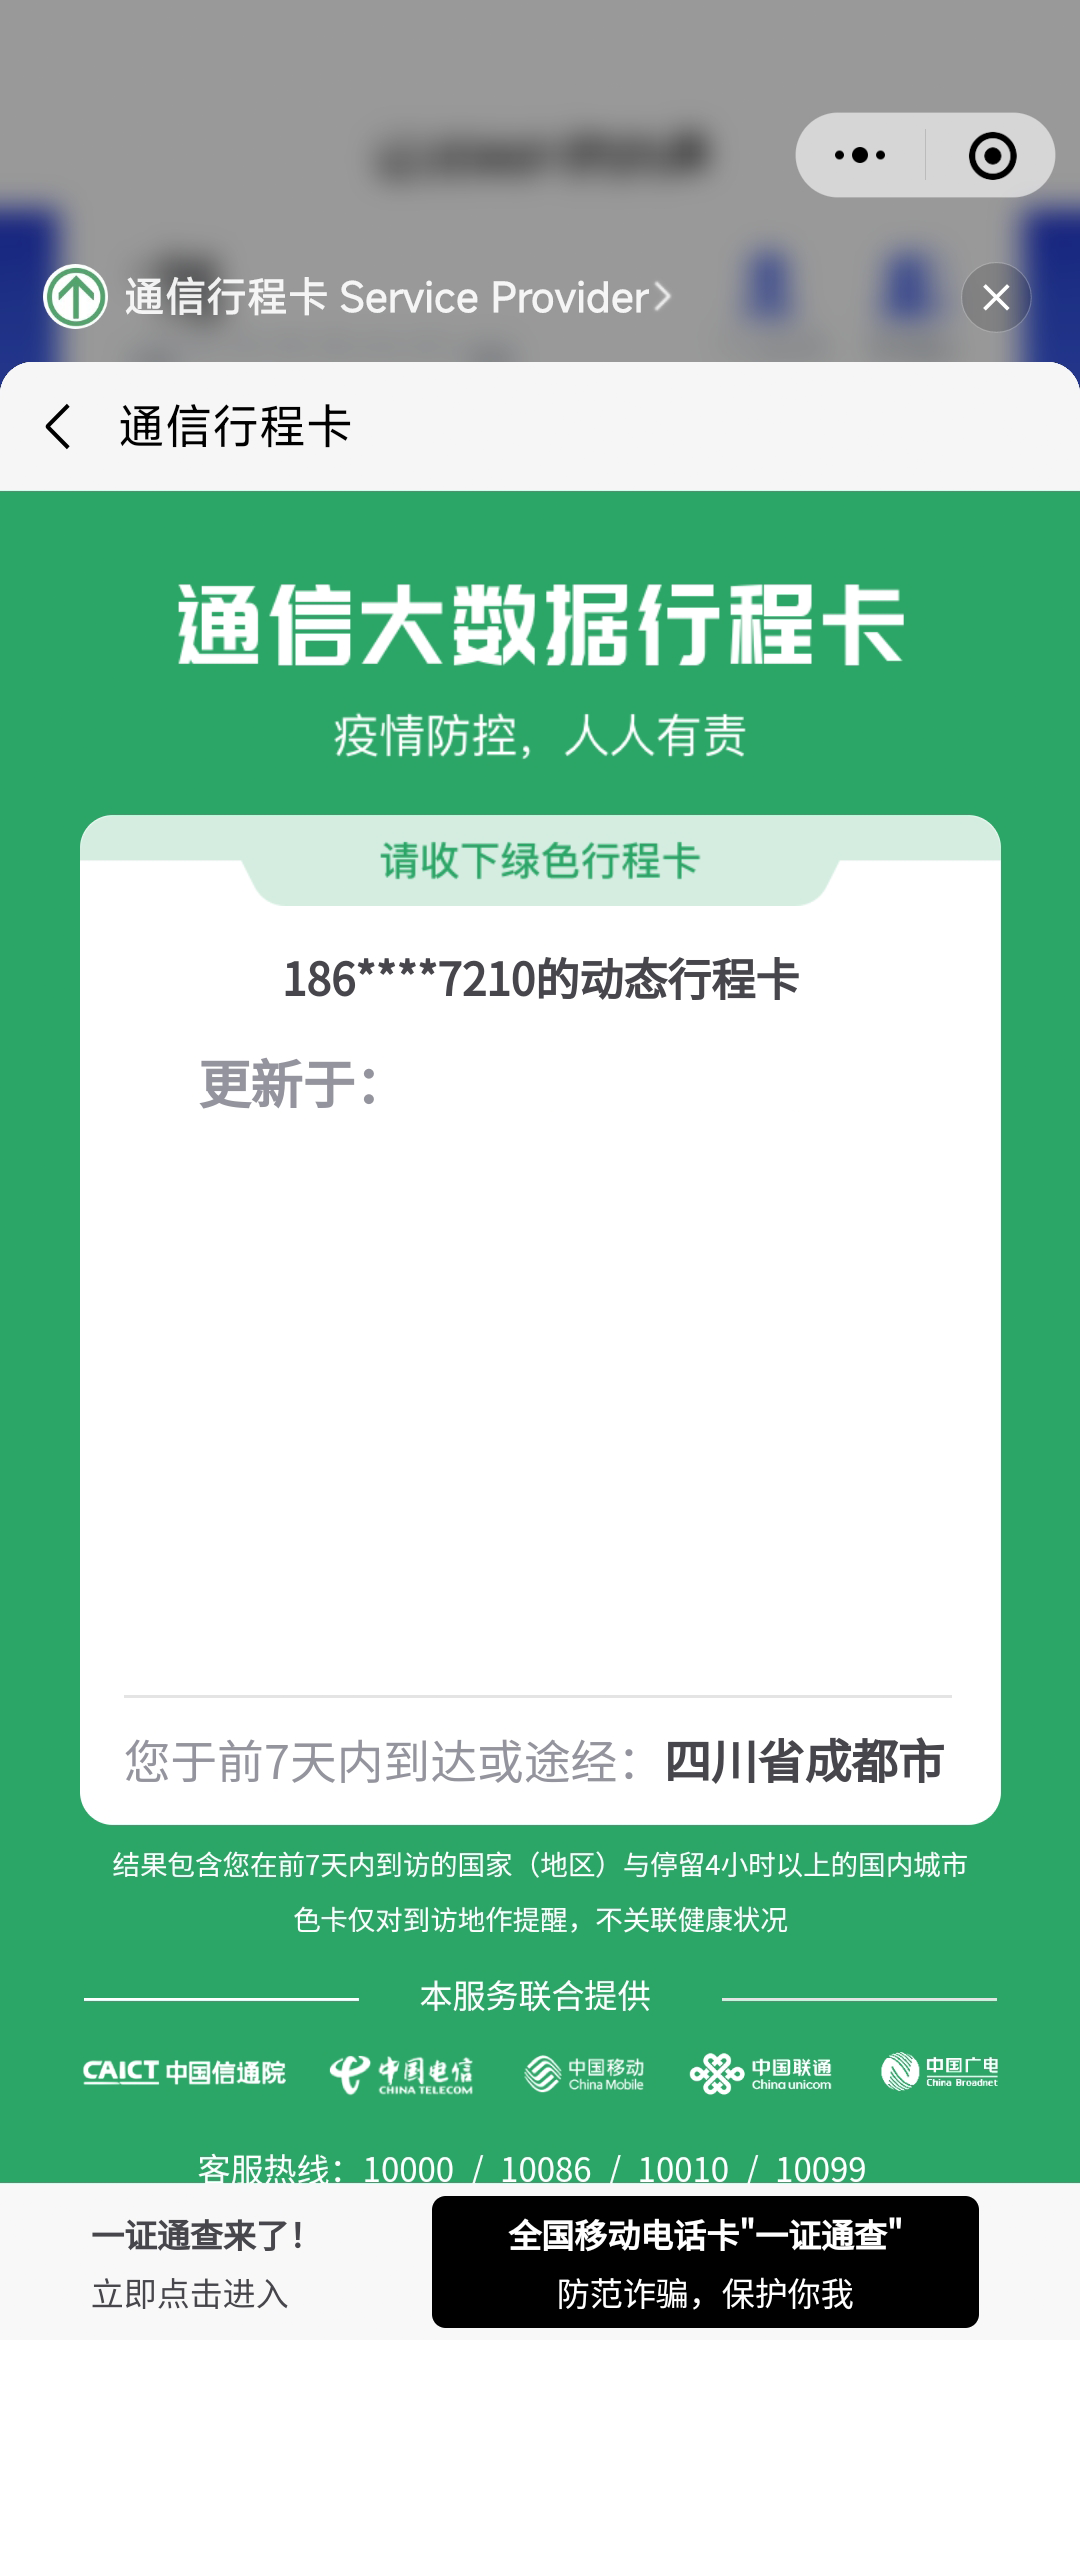 通信行程卡 Service Provider
通信行程卡
通信大数据行程卡
疫情防控，人人有责
请收下绿色行程卡
186****7210的动态行程卡
更新于：
您于前7天内到达或途经：四川省成都市
结果包含您在前7天内到访的国家（地区）与停留4小时以上的国内城市
色卡仅对到访地作提醒，不关联健康状况
本服务联合提供
CAICT 中国信通院 中国电信 CHINA TELECOM 中国移动 China Mobile 中国联通 China unicom 中国广电 China Broadnet
客服热线：10000 / 10086 / 10010 / 10099
一证通查来了！
立即点击进入
全国移动电话卡"一证通查"
防范诈骗，保护你我